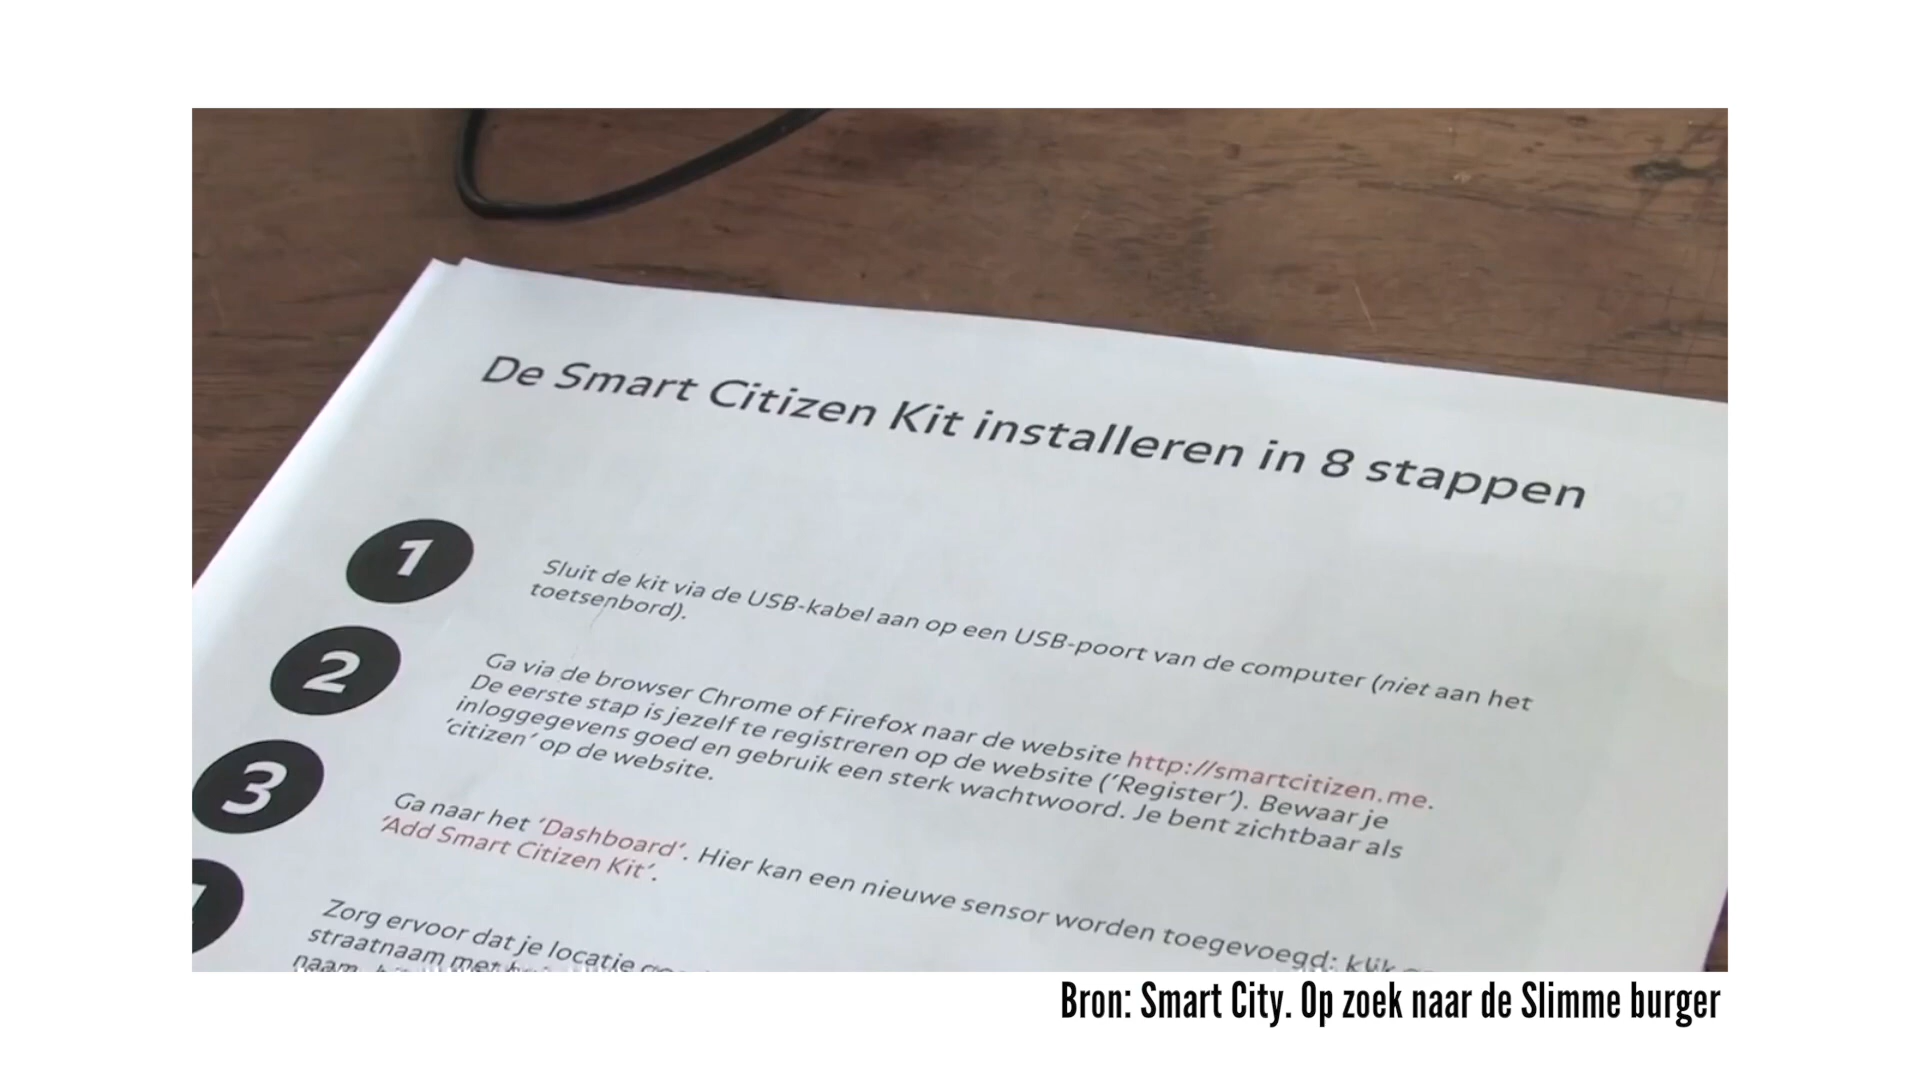 De Smart Citizen Kit installeren in 8 stappen
1
Sluit de kit via de USB-kabel aan op een USB-poort van de computer (niet aan het
toetsenbord).
2
Ga via de browser Chrome of Firefox naar de website http://smartcitizen.me.
De eerste stap is jezelf te registreren op de website (‘Register’). Bewaar je
inloggegevens goed en gebruik een sterk wachtwoord. Je bent zichtbaar als
‘citizen’ op de website.
3
Ga naar het ‘Dashboard’. Hier kan een nieuwe sensor worden toegevoegd: klik
‘Add Smart Citizen Kit’.
Zorg ervoor dat je locatie
straatnaam met
naam
Bron: Smart City. Op zoek naar de Slimme burger